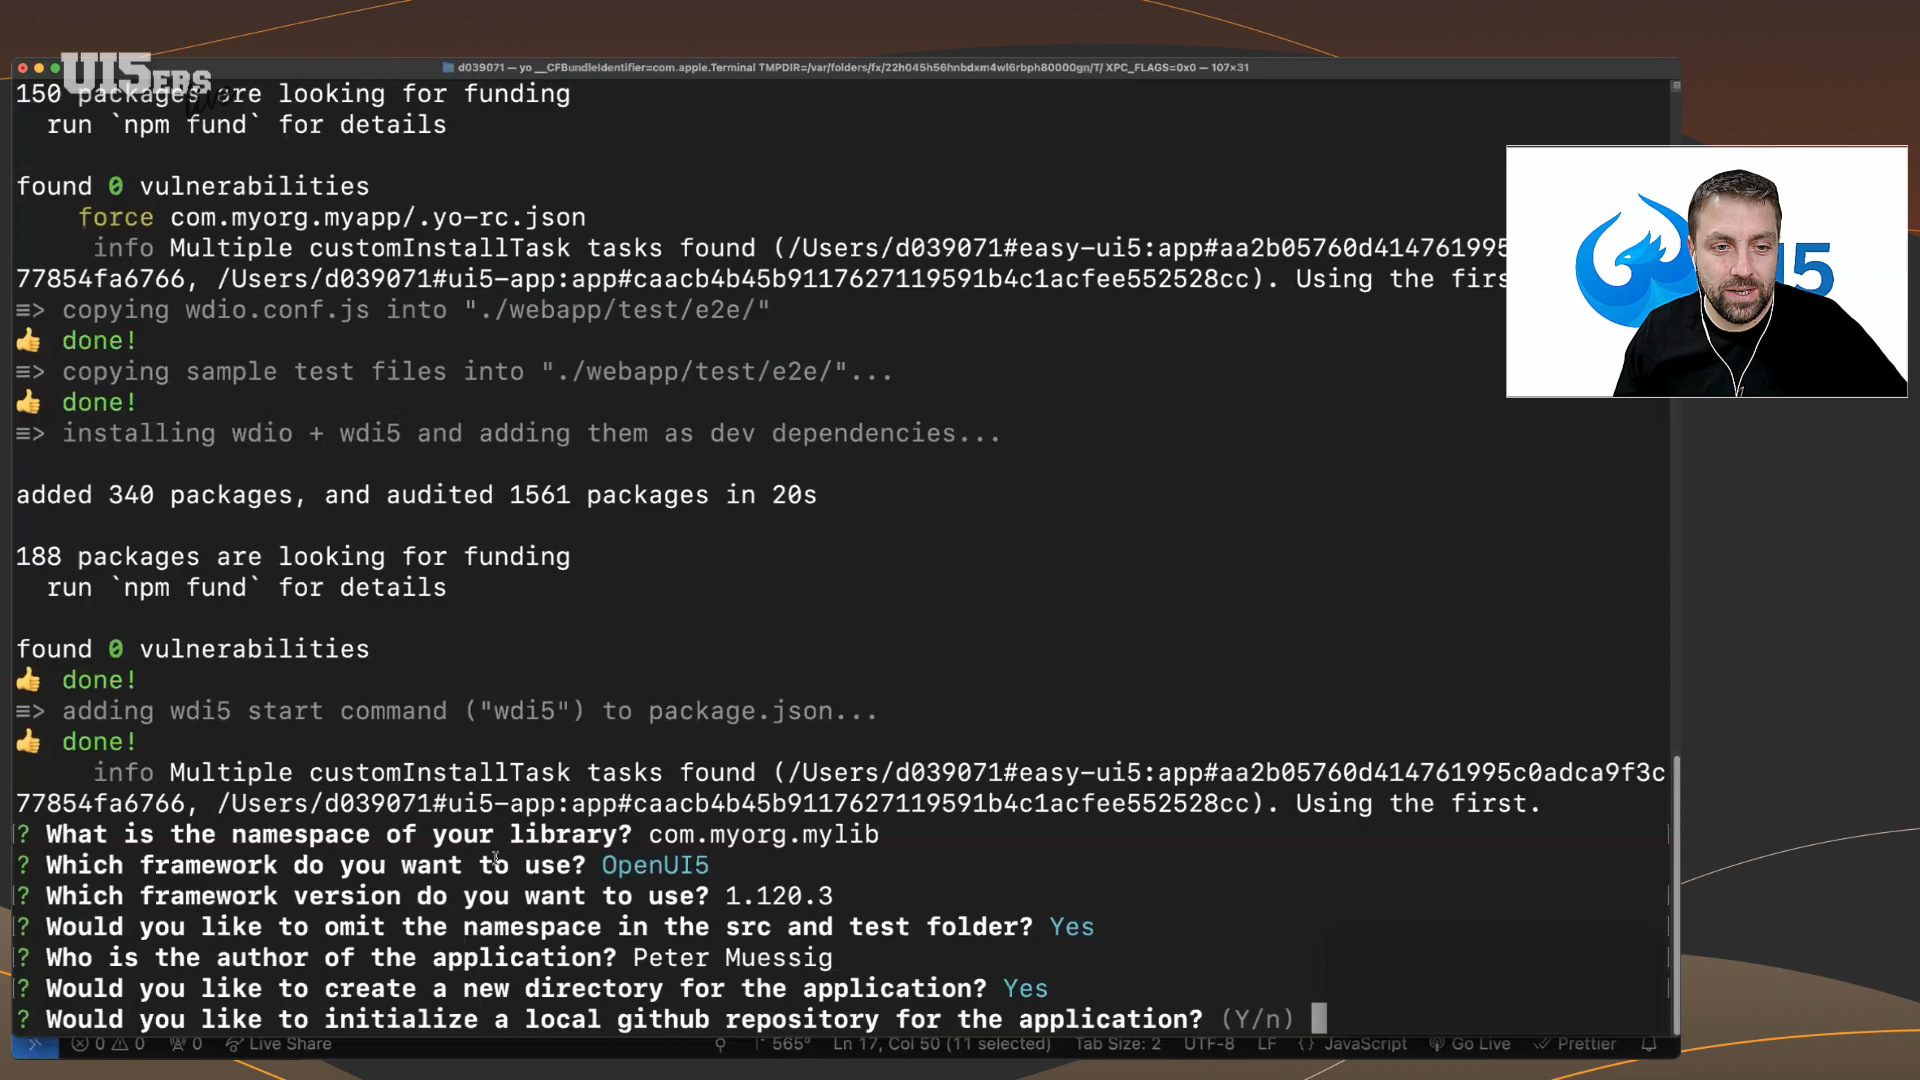 UI5ers
live
d039071 — yo __CFBundleIdentifier=com.apple.Terminal TMPDIR=/var/folders/fx/22h045h56hnbdxm4wl6rbph80000gn/T/ XPC_FLAGS=0x0 — 107×31
150 packages are looking for funding
run `npm fund` for details
found 0 vulnerabilities
force com.myorg.myapp/.yo-rc.json
info Multiple customInstallTask tasks found (/Users/d039071#easy-ui5:app#aa2b05760d414761995
77854fa6766, /Users/d039071#ui5-app:app#caacb4b45b9117627119591b4c1acfee552528cc). Using the firs
≡> copying wdio.conf.js into "./webapp/test/e2e/"
👍 done!
≡> copying sample test files into "./webapp/test/e2e/"...
👍 done!
≡> installing wdio + wdi5 and adding them as dev dependencies...
added 340 packages, and audited 1561 packages in 20s
188 packages are looking for funding
run `npm fund` for details
found 0 vulnerabilities
👍 done!
≡> adding wdi5 start command ("wdi5") to package.json...
👍 done!
info Multiple customInstallTask tasks found (/Users/d039071#easy-ui5:app#aa2b05760d414761995c0adca9f3c
77854fa6766, /Users/d039071#ui5-app:app#caacb4b45b9117627119591b4c1acfee552528cc). Using the first.
? What is the namespace of your library? com.myorg.mylib
? Which framework do you want to use? OpenUI5
? Which framework version do you want to use? 1.120.3
? Would you like to omit the namespace in the src and test folder? Yes
? Who is the author of the application? Peter Muessig
? Would you like to create a new directory for the application? Yes
? Would you like to initialize a local github repository for the application? (Y/n)
0 0 0 Live Share 565° Ln 17, Col 50 (11 selected) Tab Size: 2 UTF-8 LF {} JavaScript Go Live Prettier